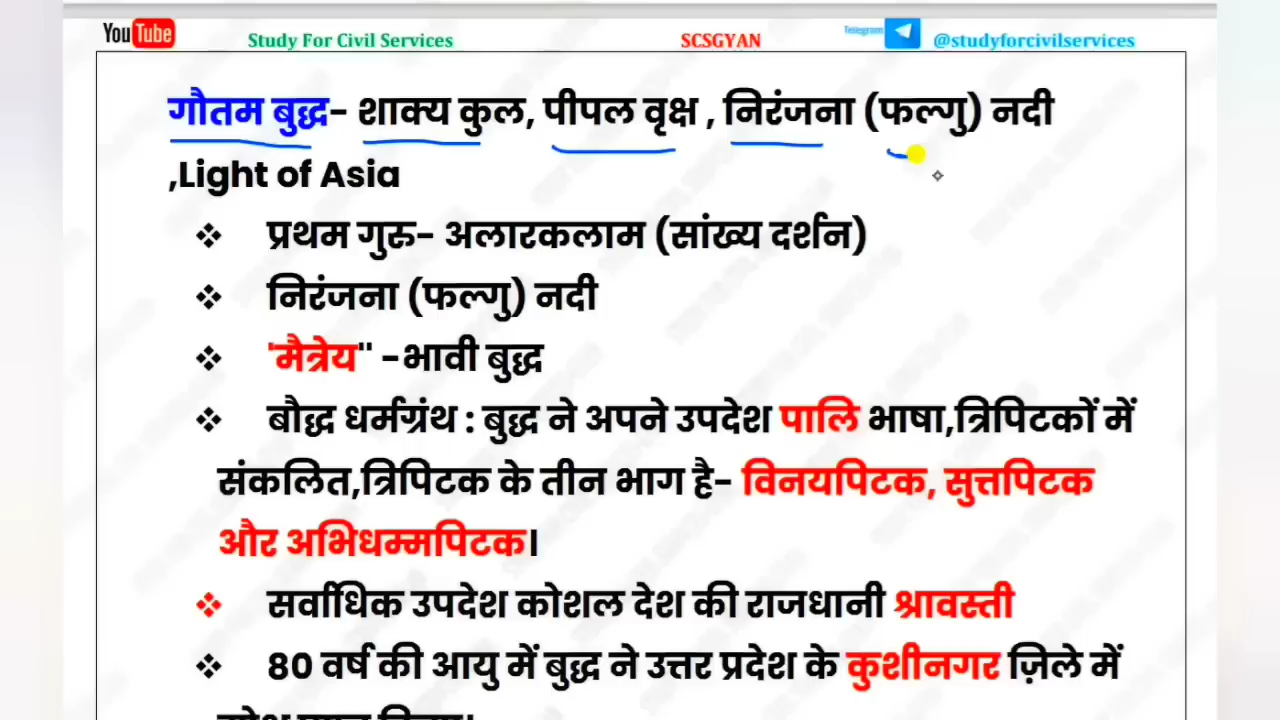 YouTube Study For Civil Services SCSGYAN Telegram @studyforcivilservices
गौतम बुद्ध- शाक्य कुल, पीपल वृक्ष , निरंजना (फल्गु) नदी
,Light of Asia
❖ प्रथम गुरु- अलारकलाम (सांख्य दर्शन)
❖ निरंजना (फल्गु) नदी
❖ 'मैत्रेय" -भावी बुद्ध
❖ बौद्ध धर्मग्रंथ : बुद्ध ने अपने उपदेश पालि भाषा,त्रिपिटकों में
संकलित,त्रिपिटक के तीन भाग है- विनयपिटक, सुत्तपिटक
और अभिधम्मपिटक।
❖ सर्वाधिक उपदेश कोशल देश की राजधानी श्रावस्ती
❖ 80 वर्ष की आयु में बुद्ध ने उत्तर प्रदेश के कुशीनगर ज़िले में